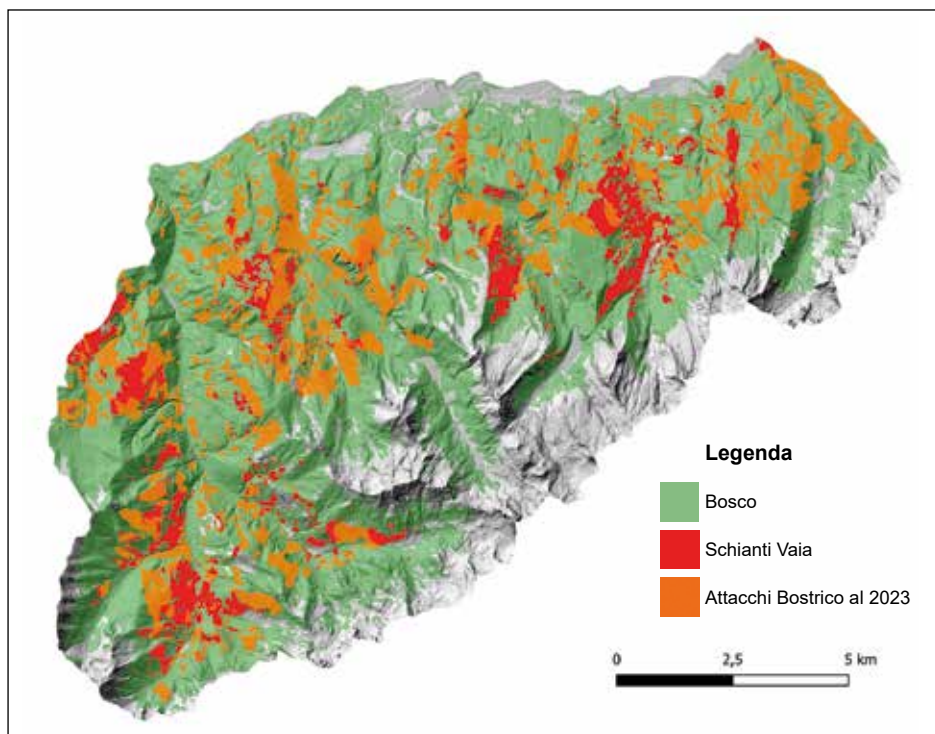 Legenda
Bosco
Schianti Vaia
Attacchi Bostrico al 2023
0 2,5 5 km